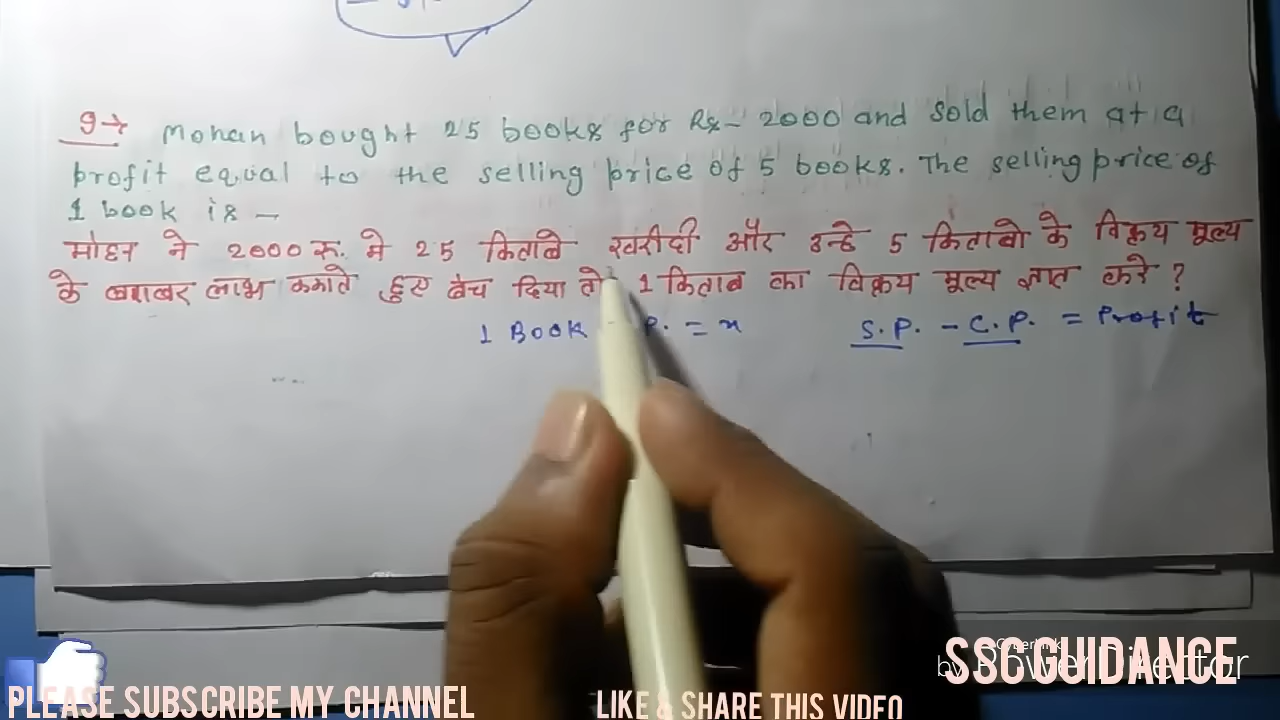 9→ Mohan bought 25 books for Rs- 2000 and sold them at a
profit equal to the selling price of 5 books. The selling price of
1 book is —
मोहन ने 2000 रू. मे 25 किताबे खरीदी और उन्हे 5 किताबो के विक्रय मूल्य
के बराबर लाभ कमाते हुए बेच दिया तो 1 किताब का विक्रय मूल्य ज्ञात करे ?
1 Book P. = x S.P. - C.P. = Profit
SSC GUIDANCE
by
PLEASE SUBSCRIBE MY CHANNEL LIKE & SHARE THIS VIDEO